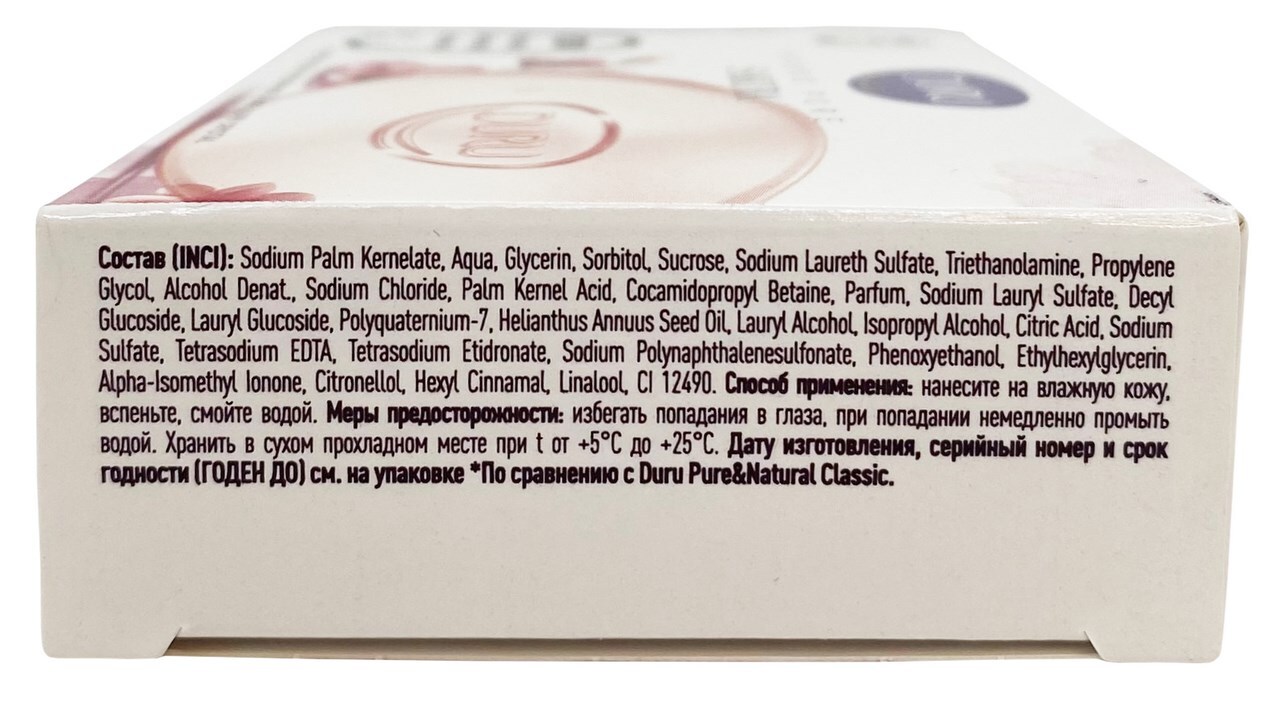 DURU
DURU
Состав (INCI): Sodium Palm Kernelate, Aqua, Glycerin, Sorbitol, Sucrose, Sodium Laureth Sulfate, Triethanolamine, Propylene
Glycol, Alcohol Denat., Sodium Chloride, Palm Kernel Acid, Cocamidopropyl Betaine, Parfum, Sodium Lauryl Sulfate, Decyl
Glucoside, Lauryl Glucoside, Polyquaternium-7, Helianthus Annuus Seed Oil, Lauryl Alcohol, Isopropyl Alcohol, Citric Acid, Sodium
Sulfate, Tetrasodium EDTA, Tetrasodium Etidronate, Sodium Polynaphthalenesulfonate, Phenoxyethanol, Ethylhexylglycerin,
Alpha-Isomethyl Ionone, Citronellol, Hexyl Cinnamal, Linalool, CI 12490. Способ применения: нанесите на влажную кожу,
вспеньте, смойте водой. Меры предосторожности: избегать попадания в глаза, при попадании немедленно промыть
водой. Хранить в сухом прохладном месте при t от +5°C до +25°C. Дату изготовления, серийный номер и срок
годности (ГОДЕН ДО) см. на упаковке *По сравнению с Duru Pure&Natural Classic.